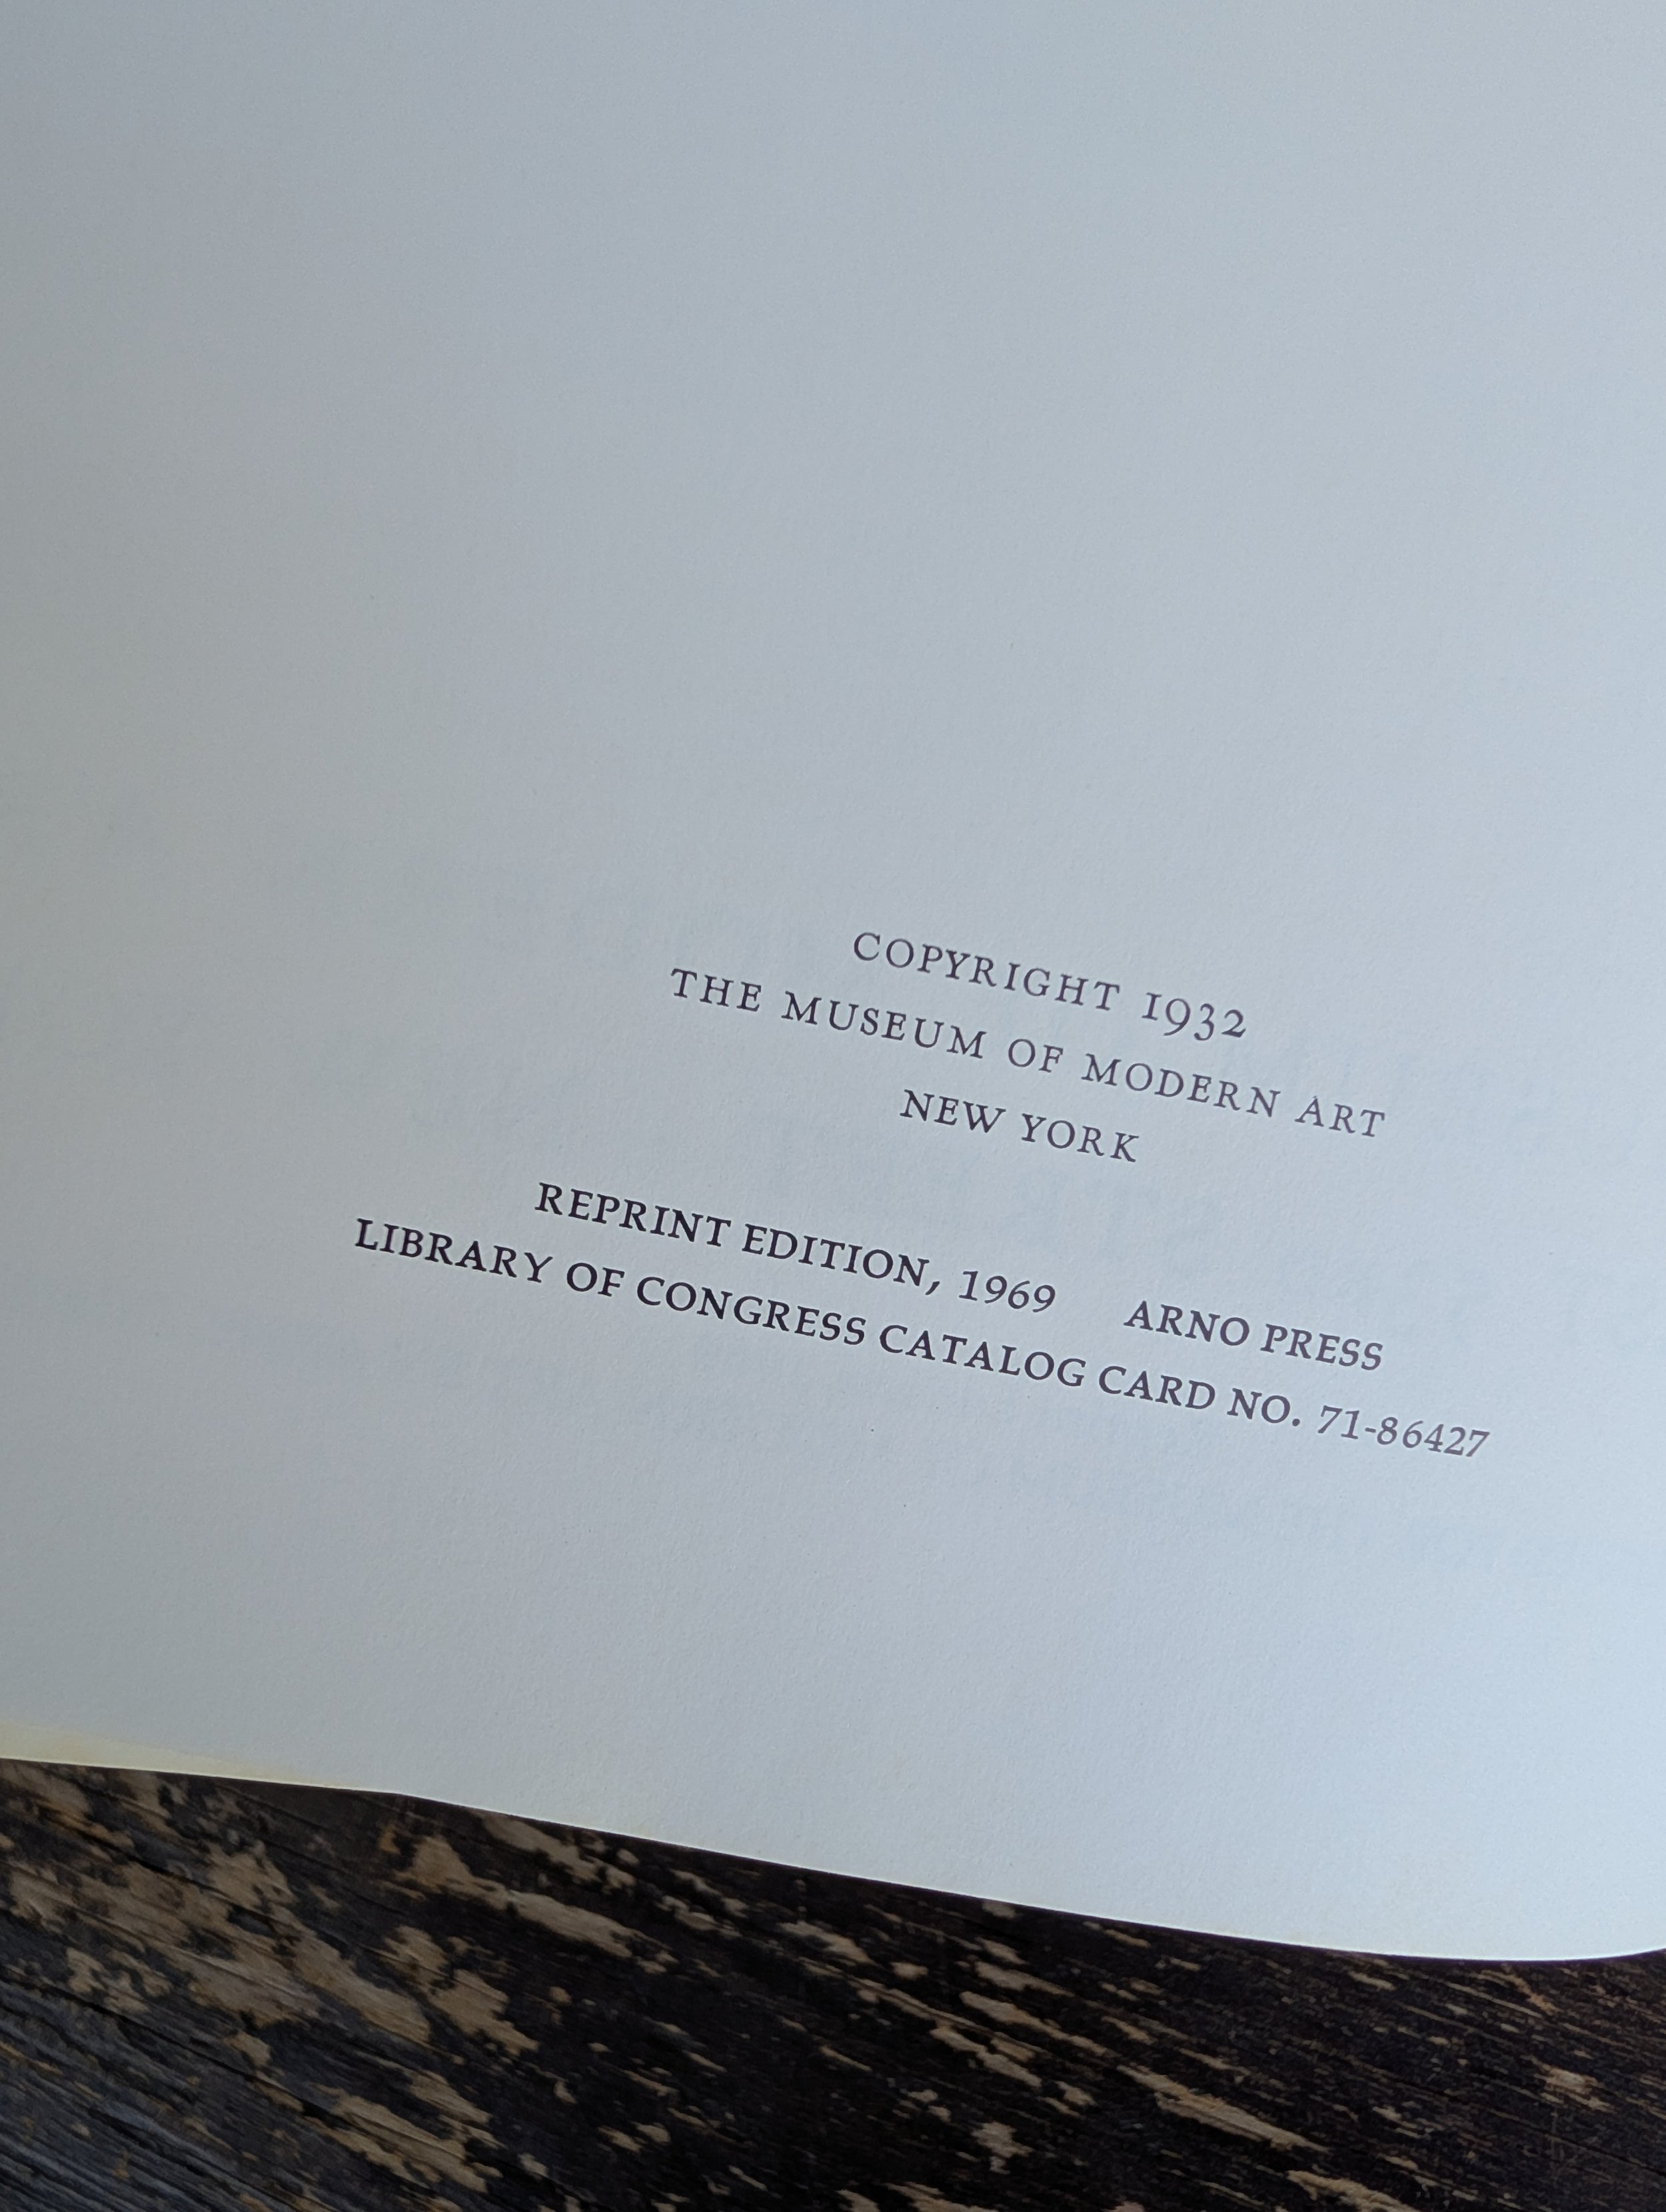 COPYRIGHT 1932
THE MUSEUM OF MODERN ART
NEW YORK
REPRINT EDITION, 1969 ARNO PRESS
LIBRARY OF CONGRESS CATALOG CARD NO. 71-86427